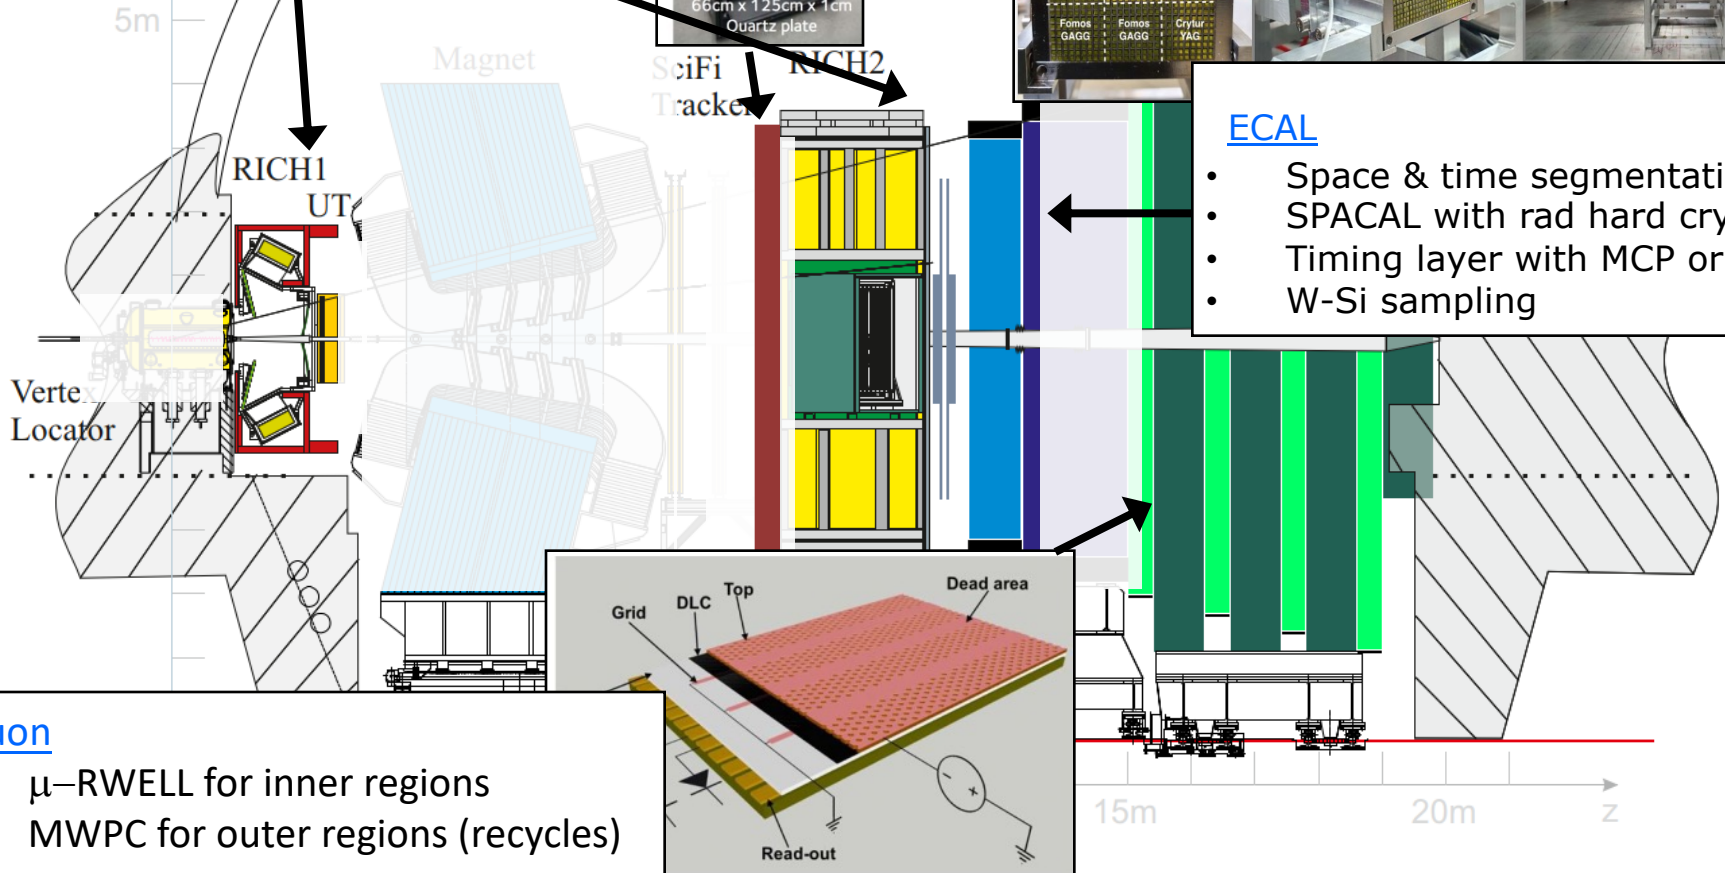 5m
66cm x 125cm x 1cm
Quartz plate
Fomos
GAGG
Fomos
GAGG
Crytur
YAG
Magnet
SciFi
Tracker
RICH2
ECAL
• Space & time segmentati
• SPACAL with rad hard cry
• Timing layer with MCP or
• W-Si sampling
RICH1
UT
Vertex
Locator
Grid
DLC
Top
Dead area
Read-out
uon
μ–RWELL for inner regions
MWPC for outer regions (recycles)
15m
20m
z